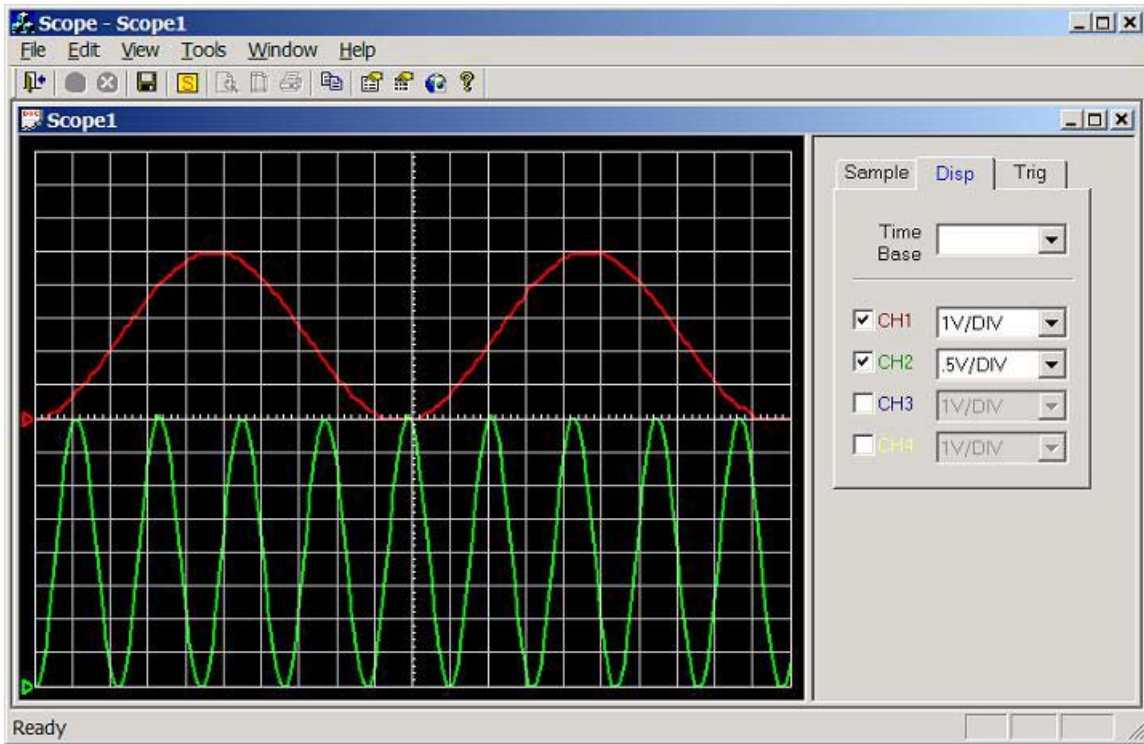 Scope - Scope1
File Edit View Tools Window Help
S
Scope1
Sample Disp Trig
Time
Base
CH1 1V/DIV
CH2 .5V/DIV
CH3 1V/DIV
CH4 1V/DIV
Ready